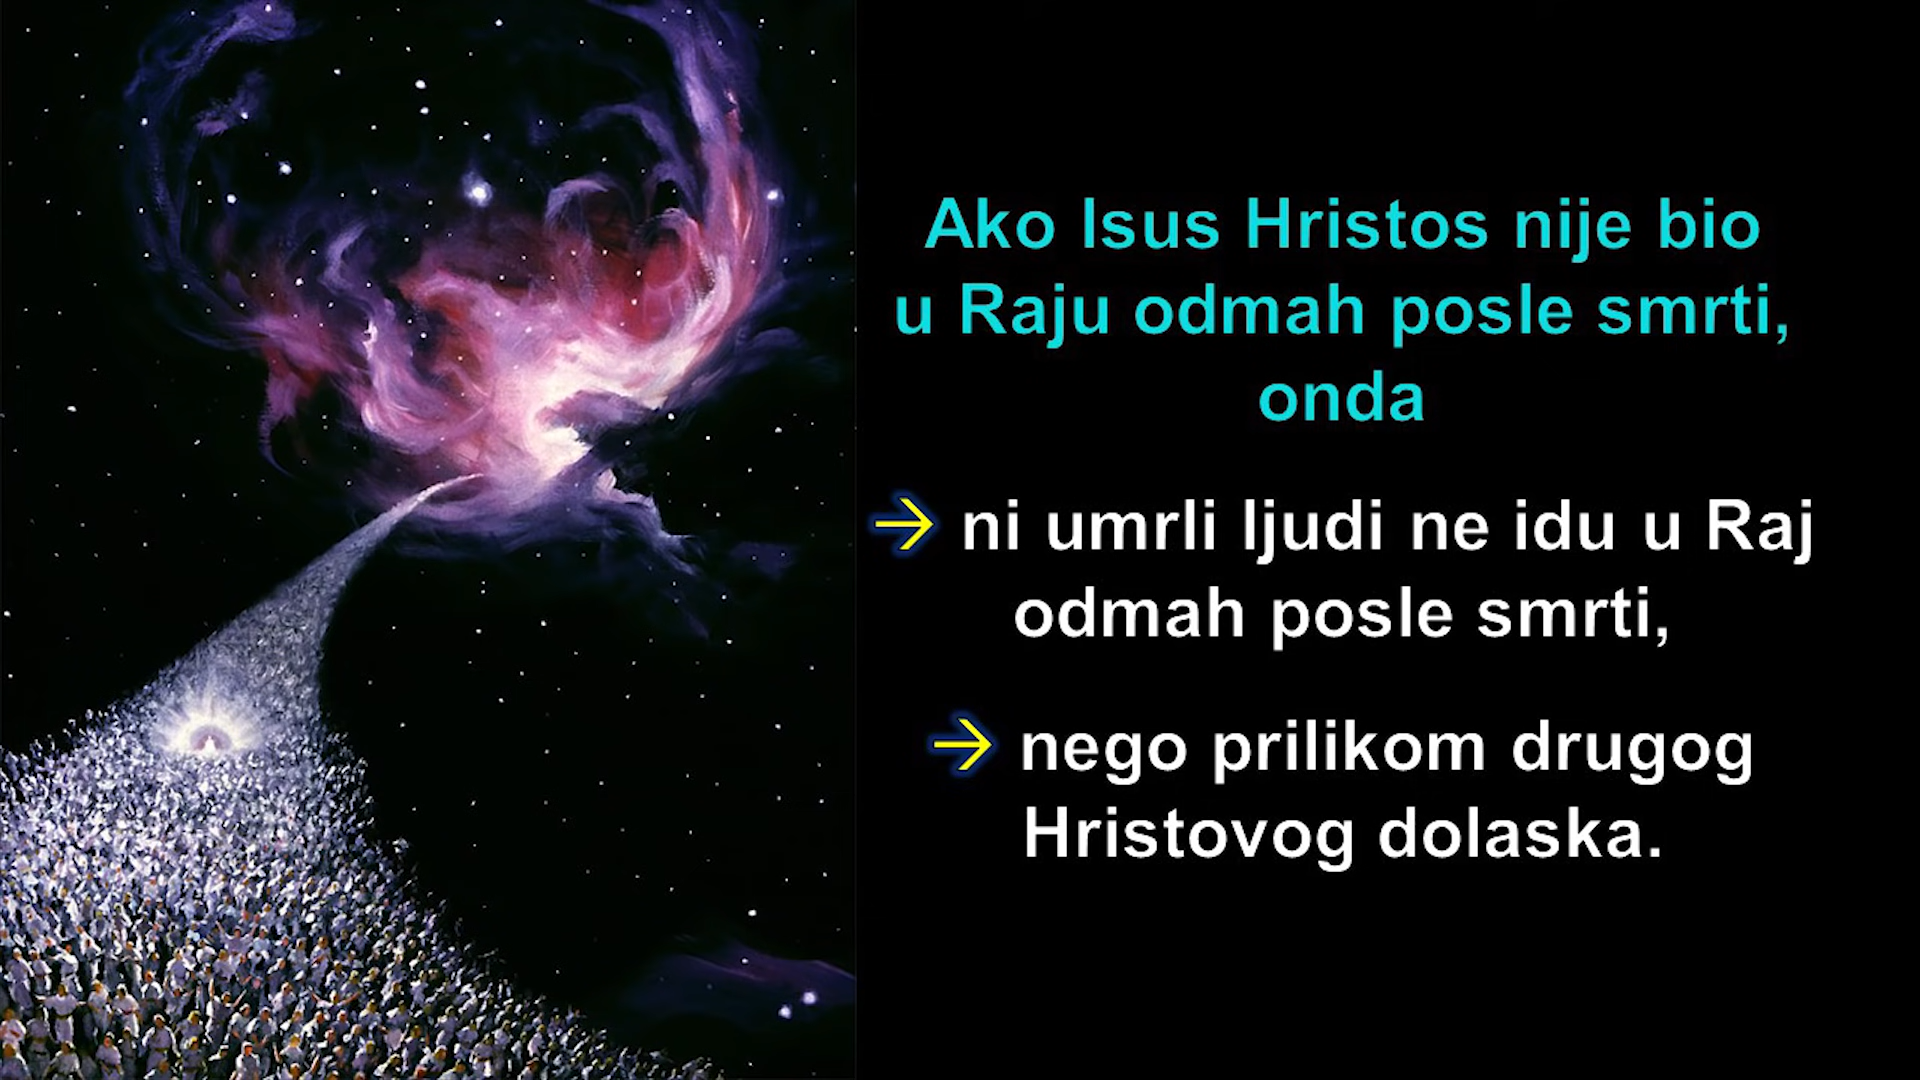 Ako Isus Hristos nije bio
u Raju odmah posle smrti,
onda
→ ni umrli ljudi ne idu u Raj
odmah posle smrti,
→ nego prilikom drugog
Hristovog dolaska.